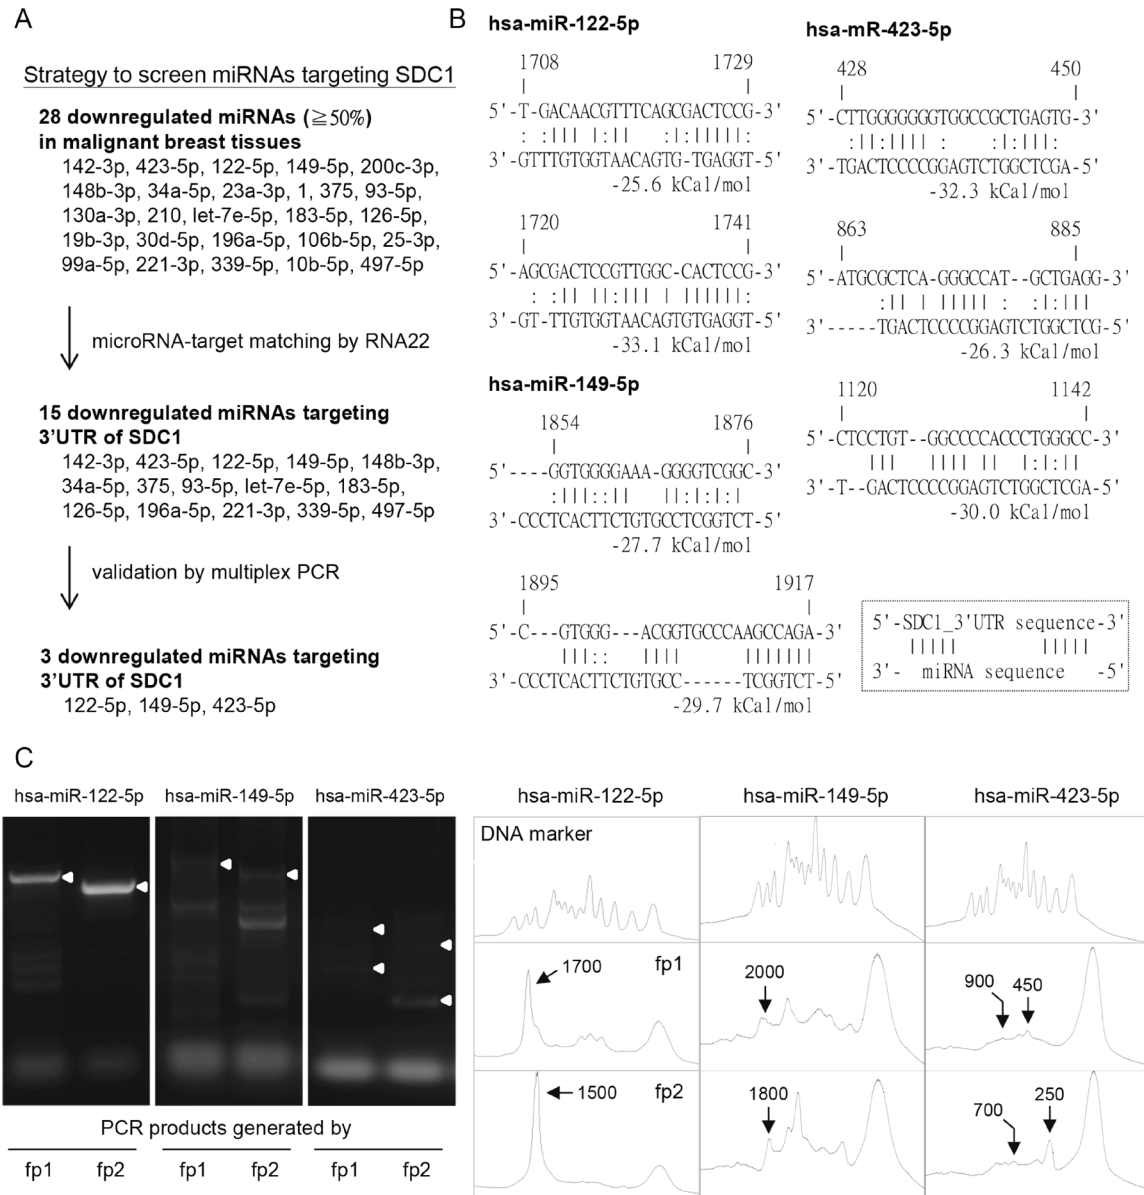 A
Strategy to screen miRNAs targeting SDC1
28 downregulated miRNAs (≧50%)
in malignant breast tissues
142-3p, 423-5p, 122-5p, 149-5p, 200c-3p,
148b-3p, 34a-5p, 23a-3p, 1, 375, 93-5p,
130a-3p, 210, let-7e-5p, 183-5p, 126-5p,
19b-3p, 30d-5p, 196a-5p, 106b-5p, 25-3p,
99a-5p, 221-3p, 339-5p, 10b-5p, 497-5p
microRNA-target matching by RNA22
15 downregulated miRNAs targeting
3'UTR of SDC1
142-3p, 423-5p, 122-5p, 149-5p, 148b-3p,
34a-5p, 375, 93-5p, let-7e-5p, 183-5p,
126-5p, 196a-5p, 221-3p, 339-5p, 497-5p
validation by multiplex PCR
3 downregulated miRNAs targeting
3'UTR of SDC1
122-5p, 149-5p, 423-5p
B
hsa-miR-122-5p
1708 1729
5'-T-GACAACGTTTCAGCGACTCCG-3'
3'-GTTTGTGGTAACAGTG-TGAGGT-5'
-25.6 kCal/mol
1720 1741
5'-AGCGACTCCGTTGGC-CACTCCG-3'
3'-GT-TTGTGGTAACAGTGTGAGGT-5'
-33.1 kCal/mol
hsa-miR-149-5p
1854 1876
5'----GGTGGGGAAA-GGGGTCGGC-3'
3'-CCCTCACTTCTGTGCCTCGGTCT-5'
-27.7 kCal/mol
1895 1917
5'-C---GTGGG---ACGGTGCCCAAGCCAGA-3'
3'-CCCTCACTTCTGTGCC------TCGGTCT-5'
-29.7 kCal/mol
hsa-mR-423-5p
428 450
5'-CTTGGGGGGGTGGCCGCTGAGTG-3'
3'-TGACTCCCCGGAGTCTGGCTCGA-5'
-32.3 kCal/mol
863 885
5'-ATGCGCTCA-GGGCCAT--GCTGAGG-3'
3'-----TGACTCCCCGGAGTCTGGCTCG-5'
-26.3 kCal/mol
1120 1142
5'-CTCCTGT--GGCCCCACCCTGGGCC-3'
3'-T--GACTCCCCGGAGTCTGGCTCGA-5'
-30.0 kCal/mol
5'-SDC1_3'UTR sequence-3'
3'- miRNA sequence -5'
C
hsa-miR-122-5p hsa-miR-149-5p hsa-miR-423-5p
PCR products generated by
fp1 fp2 fp1 fp2 fp1 fp2
hsa-miR-122-5p hsa-miR-149-5p hsa-miR-423-5p
DNA marker
fp1
1700 2000 900 450
fp2
1500 1800 700 250